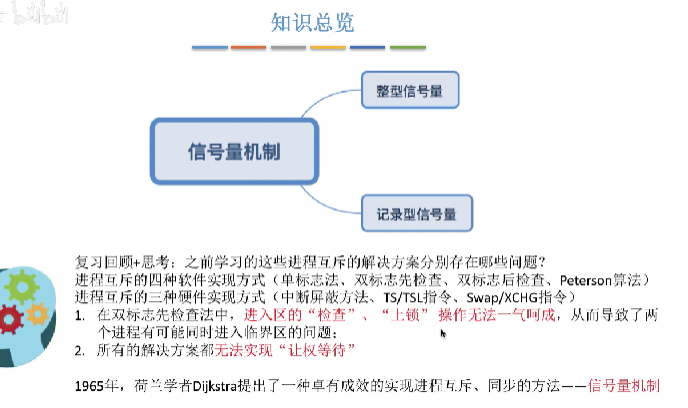 知识总览
整型信号量
信号量机制
记录型信号量
复习回顾+思考：之前学习的这些进程互斥的解决方案分别存在哪些问题？
进程互斥的四种软件实现方式（单标志法、双标志先检查、双标志后检查、Peterson算法）
进程互斥的三种硬件实现方式（中断屏蔽方法、TS/TSL指令、Swap/XCHG指令）
1. 在双标志先检查法中，进入区的“检查”、“上锁” 操作无法一气呵成，从而导致了两
个进程有可能同时进入临界区的问题；
2. 所有的解决方案都无法实现“让权等待”
1965年，荷兰学者Dijkstra提出了一种卓有成效的实现进程互斥、同步的方法——信号量机制